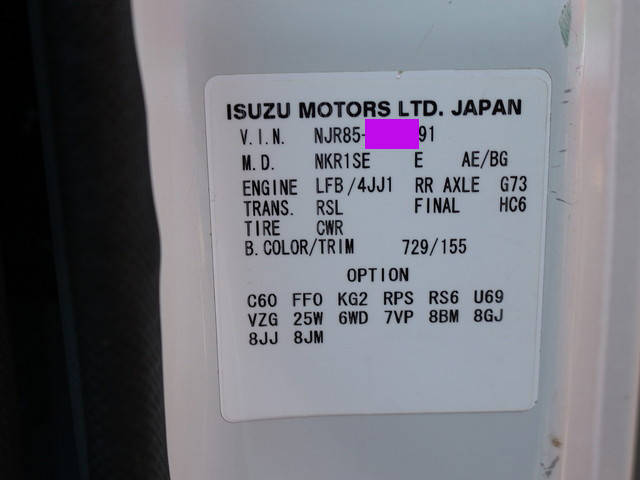 ISUZU MOTORS LTD. JAPAN
V.I.N. NJR85- 91
M.D. NKR1SE E AE/BG
ENGINE LFB/4JJ1 RR AXLE G73
TRANS. RSL FINAL HC6
TIRE CWR
B.COLOR/TRIM 729/155
OPTION
C60 FF0 KG2 RPS RS6 U69
VZG 25W 6WD 7VP 8BM 8GJ
8JJ 8JM